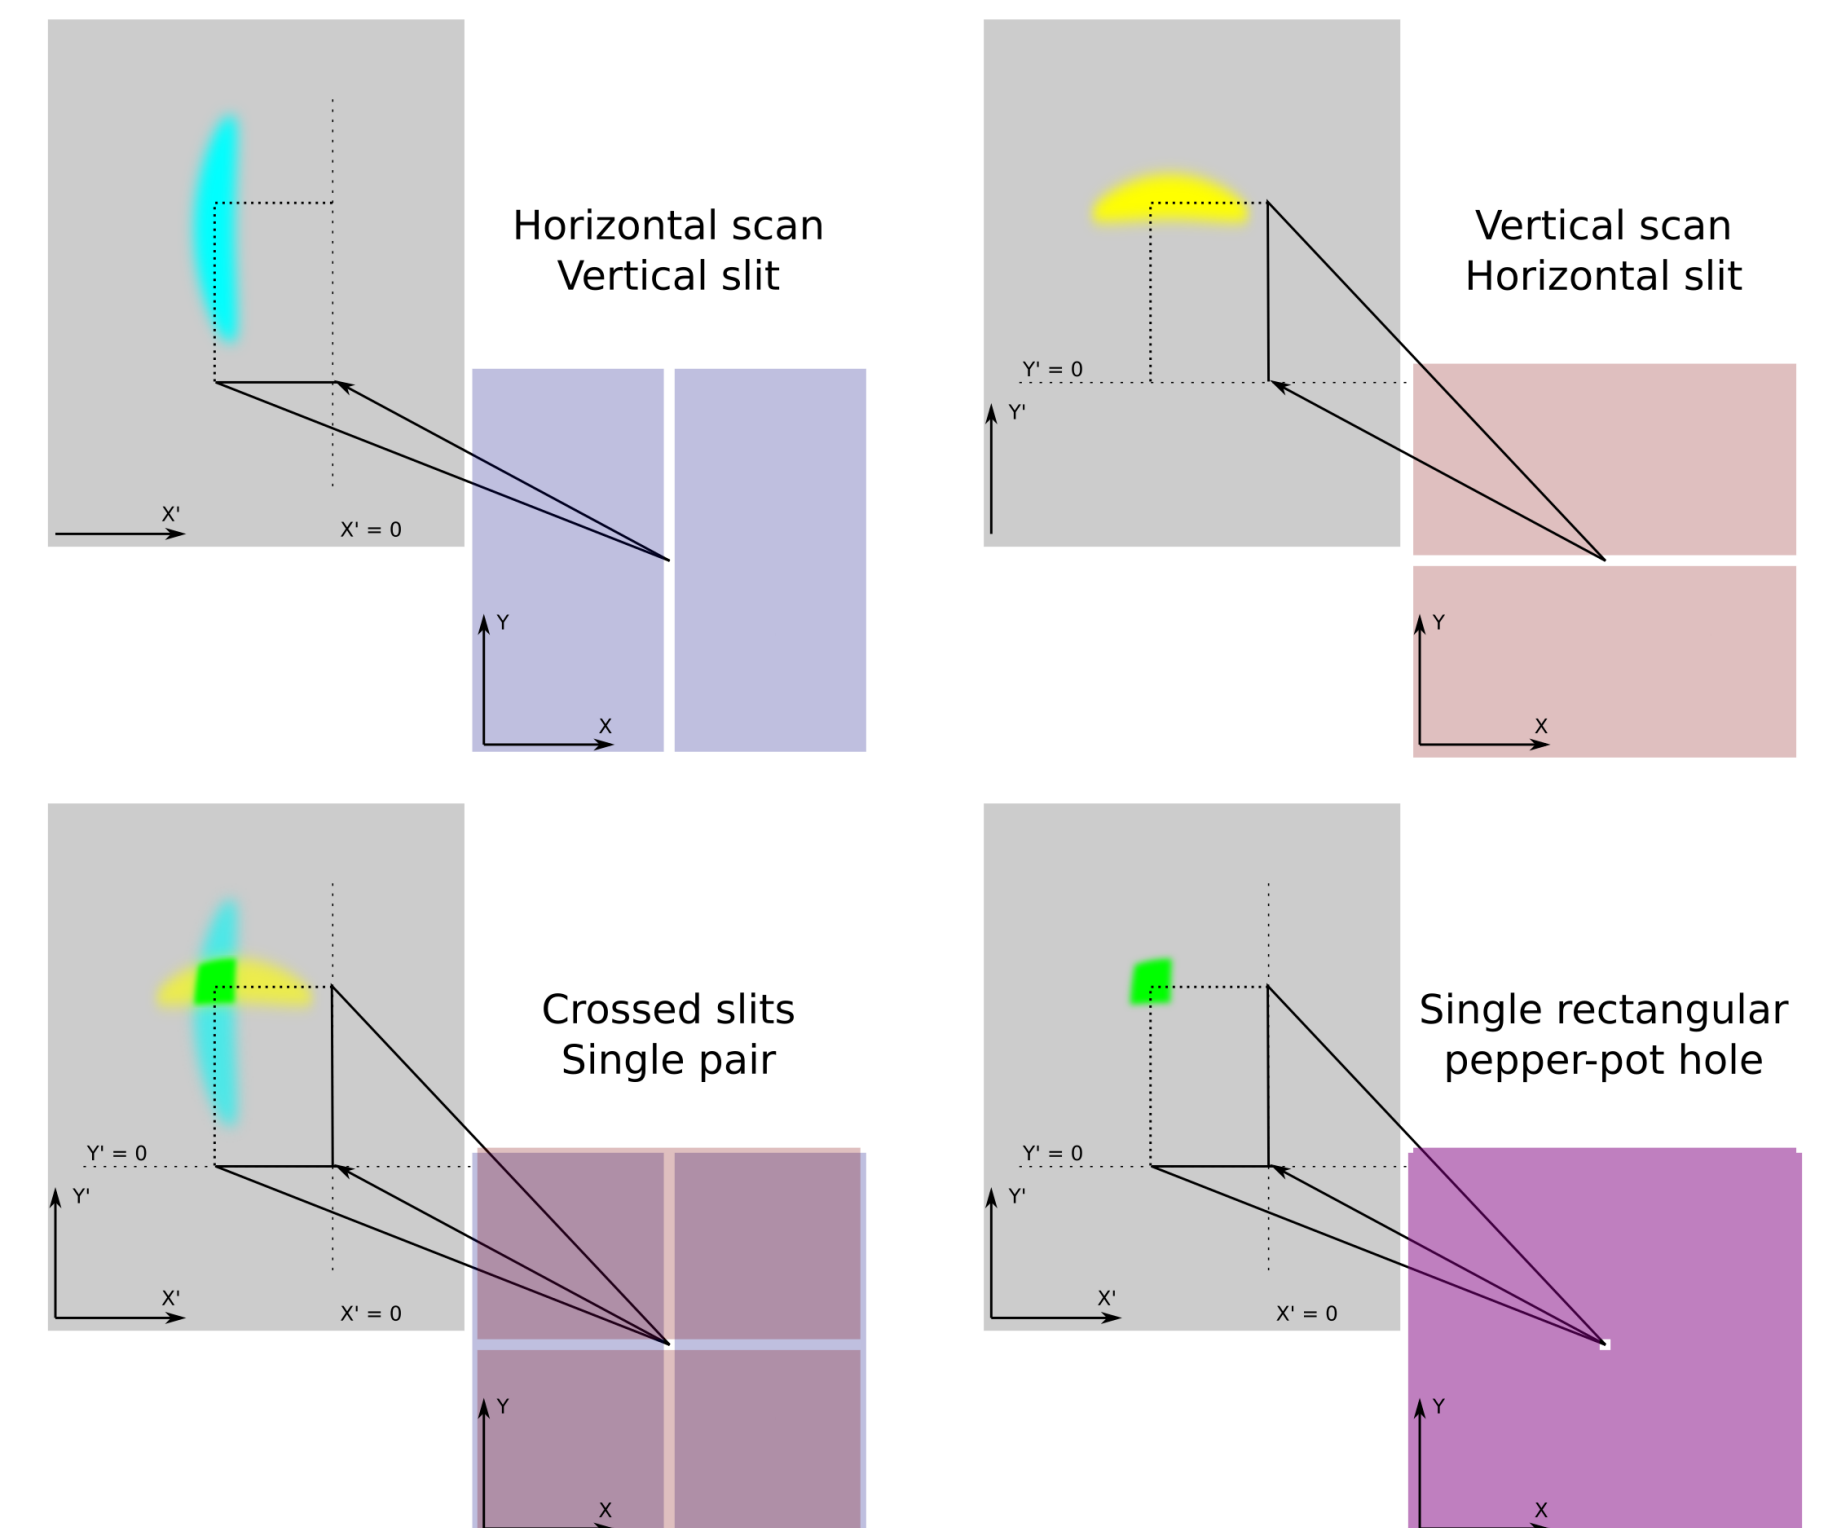 Horizontal scan
Vertical slit
X'
X' = 0
Y
X
Vertical scan
Horizontal slit
Y' = 0
Y'
Y
X
Crossed slits
Single pair
Y' = 0
Y'
X'
X' = 0
Y
X
Single rectangular
pepper-pot hole
Y' = 0
Y'
X'
X' = 0
Y
X